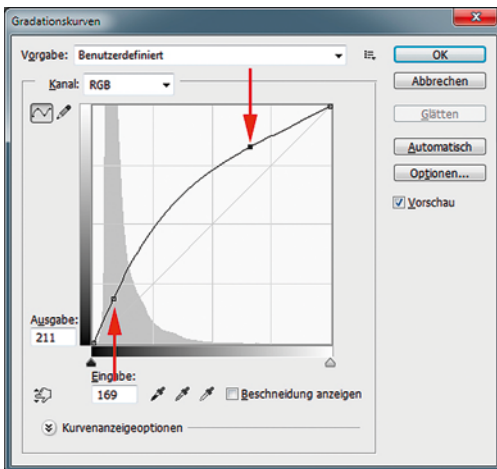 Gradationskurven
Vorgabe: Benutzerdefiniert
OK
Kanal: RGB
Abbrechen
Glätten
Automatisch
Optionen...
Vorschau
Ausgabe:
211
Eingabe:
169
Beschneidung anzeigen
Kurvenanzeigeoptionen